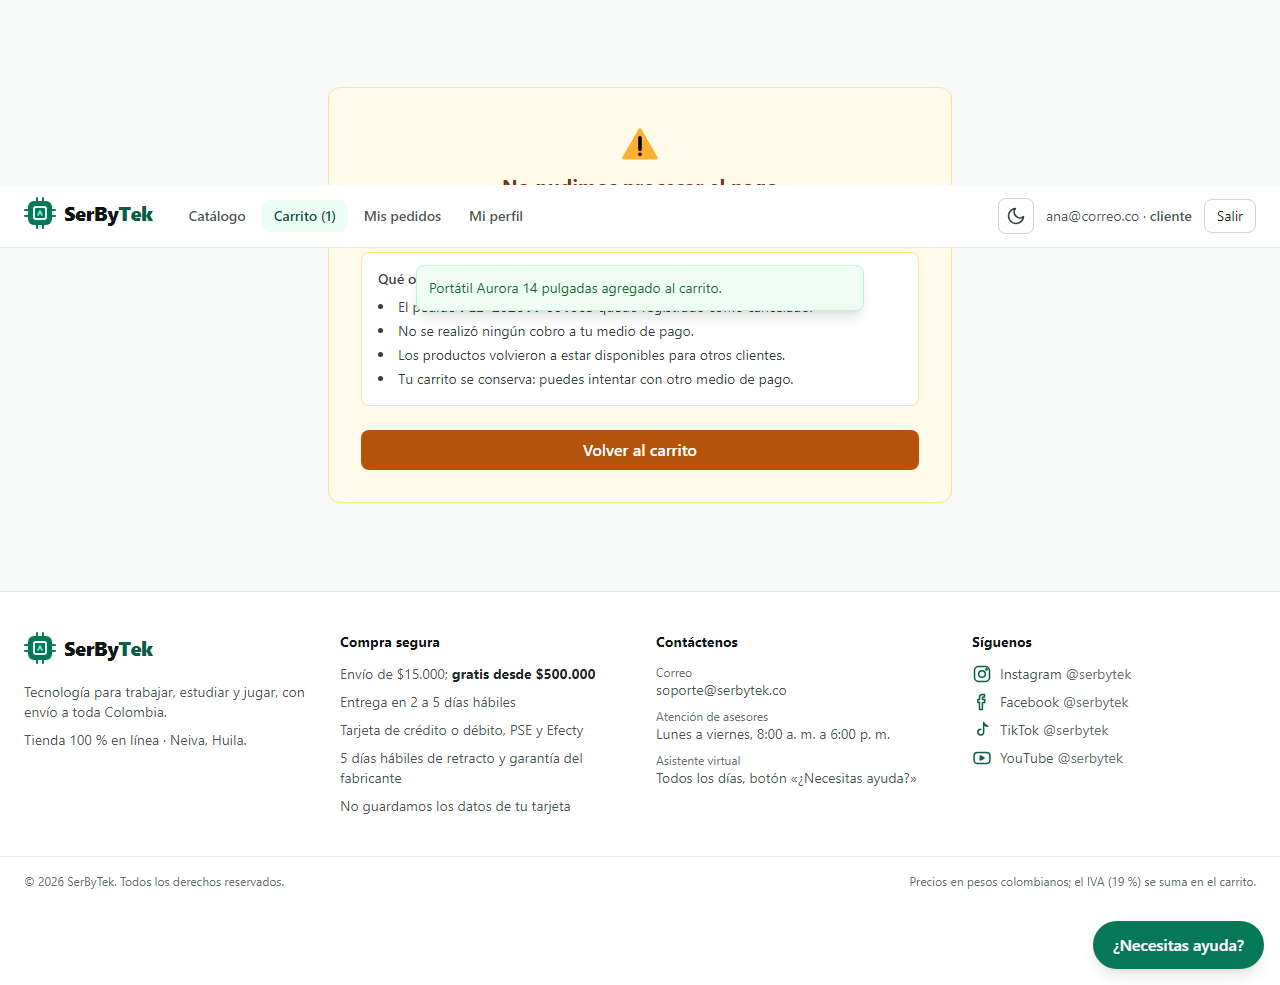 SerByTek
Catálogo
Carrito (1)
Mis pedidos
Mi perfil
ana@correo.co · cliente
Salir
Qué o
Portátil Aurora 14 pulgadas agregado al carrito.
El
No se realizó ningún cobro a tu medio de pago.
Los productos volvieron a estar disponibles para otros clientes.
Tu carrito se conserva: puedes intentar con otro medio de pago.
Volver al carrito
SerByTek
Tecnología para trabajar, estudiar y jugar, con
envío a toda Colombia.
Tienda 100 % en línea · Neiva, Huila.
Compra segura
Envío de $15.000; gratis desde $500.000
Entrega en 2 a 5 días hábiles
Tarjeta de crédito o débito, PSE y Efecty
5 días hábiles de retracto y garantía del
fabricante
No guardamos los datos de tu tarjeta
Contáctenos
Correo
soporte@serbytek.co
Atención de asesores
Lunes a viernes, 8:00 a. m. a 6:00 p. m.
Asistente virtual
Todos los días, botón «¿Necesitas ayuda?»
Síguenos
Instagram @serbytek
Facebook @serbytek
TikTok @serbytek
YouTube @serbytek
© 2026 SerByTek. Todos los derechos reservados.
Precios en pesos colombianos; el IVA (19 %) se suma en el carrito.
¿Necesitas ayuda?